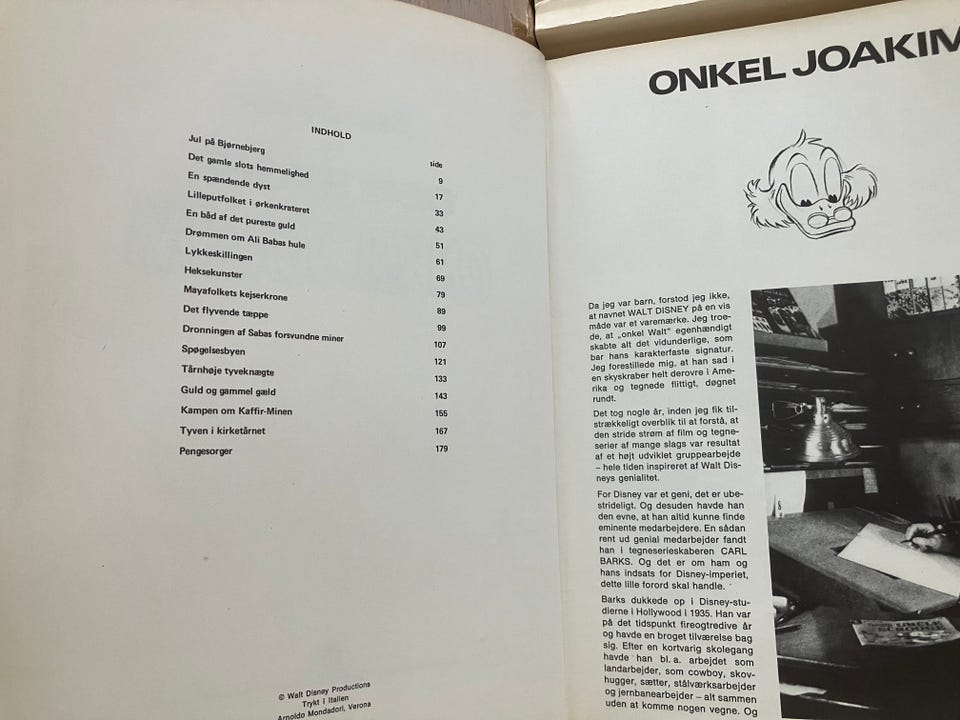 INDHOLD
side
Jul på Bjørnebjerg 9
Det gamle slots hemmelighed 17
En spændende dyst 33
Lilleputfolket i ørkenkrateret 43
En båd af det pureste guld 51
Drømmen om Ali Babas hule 61
Lykkeskillingen 69
Heksekunster 79
Mayafolkets kejserkrone 89
Det flyvende tæppe 99
Dronningen af Sabas forsvundne miner 107
Spøgelsesbyen 121
Tårnhøje tyveknægte 133
Guld og gammel gæld 143
Kampen om Kaffir-Minen 155
Tyven i kirketårnet 167
Pengesorger 179
© Walt Disney Productions
Trykt i Italien
Arnoldo Mondadori, Verona
ONKEL JOAKIM
Da jeg var barn, forstod jeg ikke,
at navnet WALT DISNEY på en vis
måde var et varemærke. Jeg troe-
de, at „onkel Walt" egenhændigt
skabte alt det vidunderlige, som
bar hans karakterfaste signatur.
Jeg forestillede mig, at han sad i
en skyskraber helt derovre i Ame-
rika og tegnede flittigt, døgnet
rundt.
Det tog nogle år, inden jeg fik til-
strækkeligt overblik til at forstå, at
den stride strøm af film og tegne-
serier af mange slags var resultat
af et højt udviklet gruppearbejde
– hele tiden inspireret af Walt Dis-
neys genialitet.
For Disney var et geni, det er ube-
strideligt. Og desuden havde han
den evne, at han altid kunne finde
eminente medarbejdere. En sådan
rent ud genial medarbejder fandt
han i tegneserieskaberen CARL
BARKS. Og det er om ham og
hans indsats for Disney-imperiet,
dette lille forord skal handle.
Barks dukkede op i Disney-stu-
dierne i Hollywood i 1935. Han var
på det tidspunkt fireogtredive år
og havde en broget tilværelse bag
sig. Efter en kortvarig skolegang
havde han bl. a. arbejdet som
landarbejder, som cowboy, skov-
hugger, sætter, stålværksarbejder
og jernbanearbejder – alt sammen
uden at komme nogen vegne. Og
UNCLE
SCROOGE